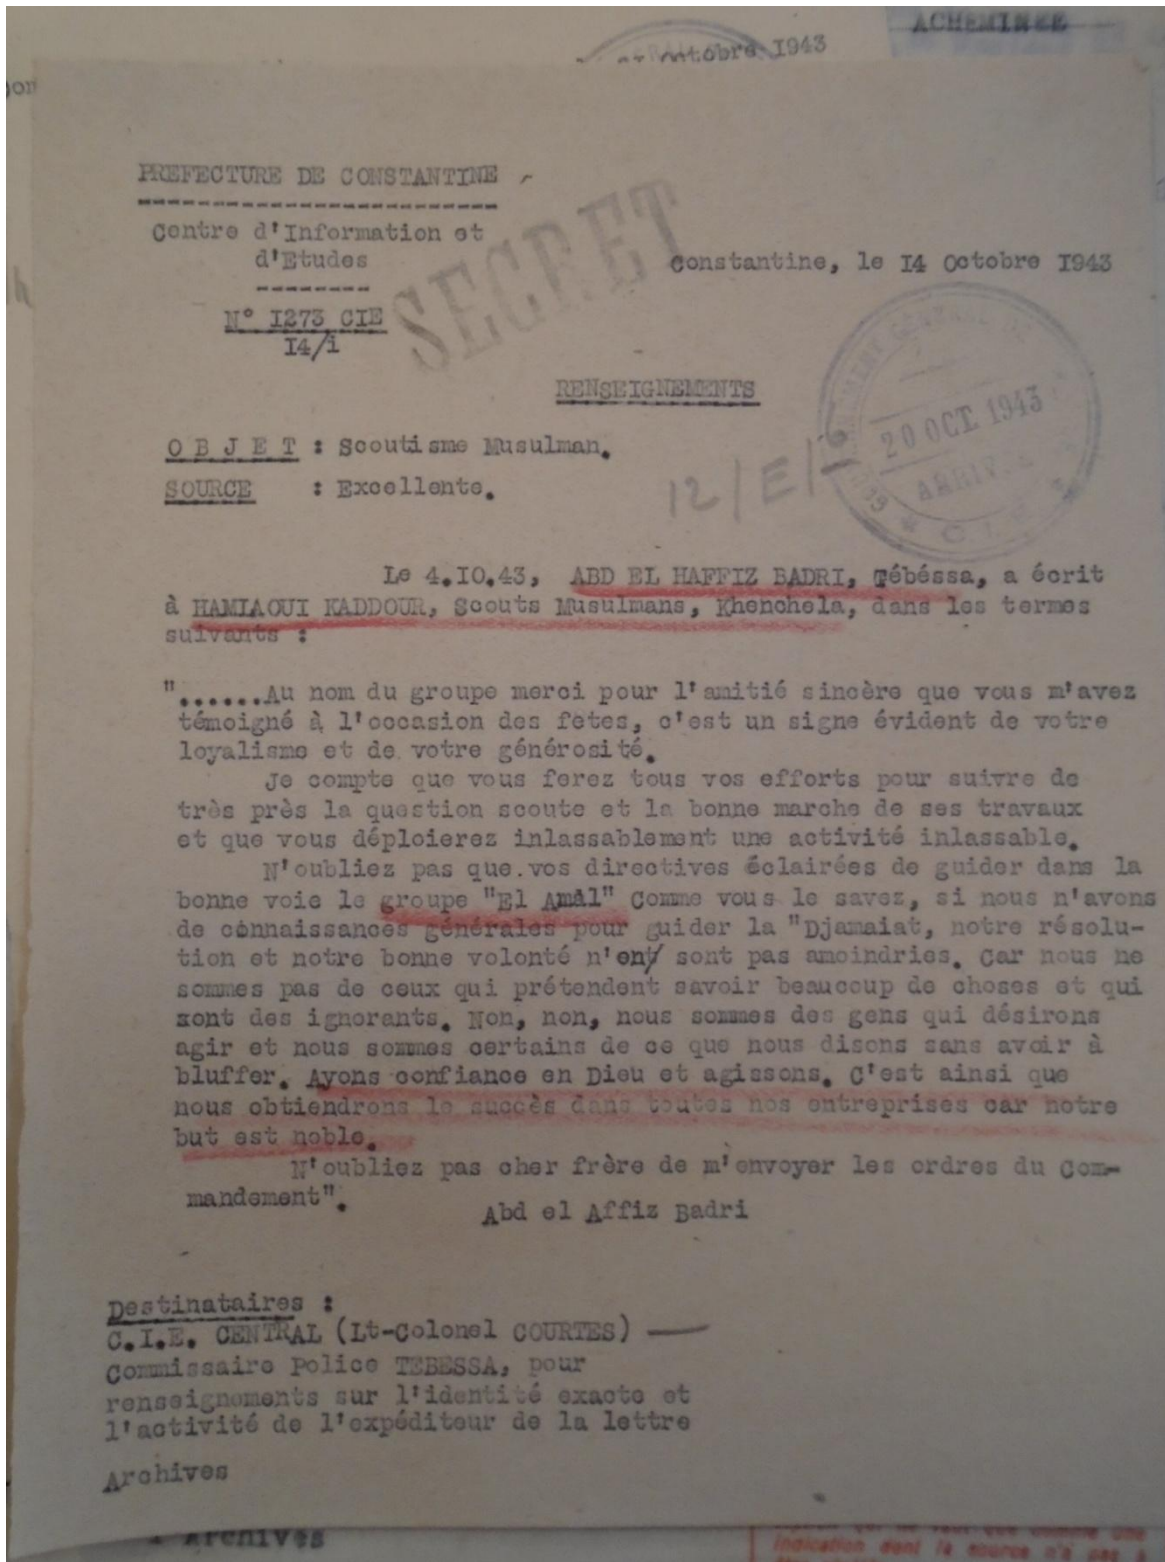 ACHEMINEE
octobre 1943
PREFECTURE DE CONSTANTINE
Centre d'Information et
d'Etudes
SECRET
Constantine, le I4 Octobre I943
N° I273 CIE
I4/i
20 OCT 1943
RENSEIGNEMENTS
O B J E T : Scoutisme Musulman.
SOURCE : Excellente.
12/E/
Le 4.IO.43, ABD EL HAFFIZ BADRI, Tébéssa, a écrit
à HAMLAOUI KADDOUR, Scouts Musulmans, Khenchela, dans les termes
suivants :
".......Au nom du groupe merci pour l'amitié sincère que vous m'avez
témoigné à l'occasion des fetes, c'est un signe évident de votre
loyalisme et de votre générosité.
Je compte que vous ferez tous vos efforts pour suivre de
très près la question scoute et la bonne marche de ses travaux
et que vous déploierez inlassablement une activité inlassable.
N'oubliez pas que vos directives éclairées de guider dans la
bonne voie le groupe "El Amâl" Comme vous le savez, si nous n'avons
de connaissances générales pour guider la "Djamaiat, notre résolu-
tion et notre bonne volonté n'en sont pas amoindries. Car nous ne
sommes pas de ceux qui prétendent savoir beaucoup de choses et qui
sont des ignorants. Non, non, nous sommes des gens qui désirons
agir et nous sommes certains de ce que nous disons sans avoir à
bluffer. Ayons confiance en Dieu et agissons. C'est ainsi que
nous obtiendrons le succès dans toutes nos entreprises car notre
but est noble.
N'oubliez pas cher frère de m'envoyer les ordres du Com-
mandement".
Abd el Affiz Badri
Destinataires :
C.I.E. CENTRAL (Lt-Colonel COURTES)
Commissaire Police TEBESSA, pour
renseignements sur l'identité exacte et
l'activité de l'expéditeur de la lettre
Archives
Archives
indication dont la source n'a pas à